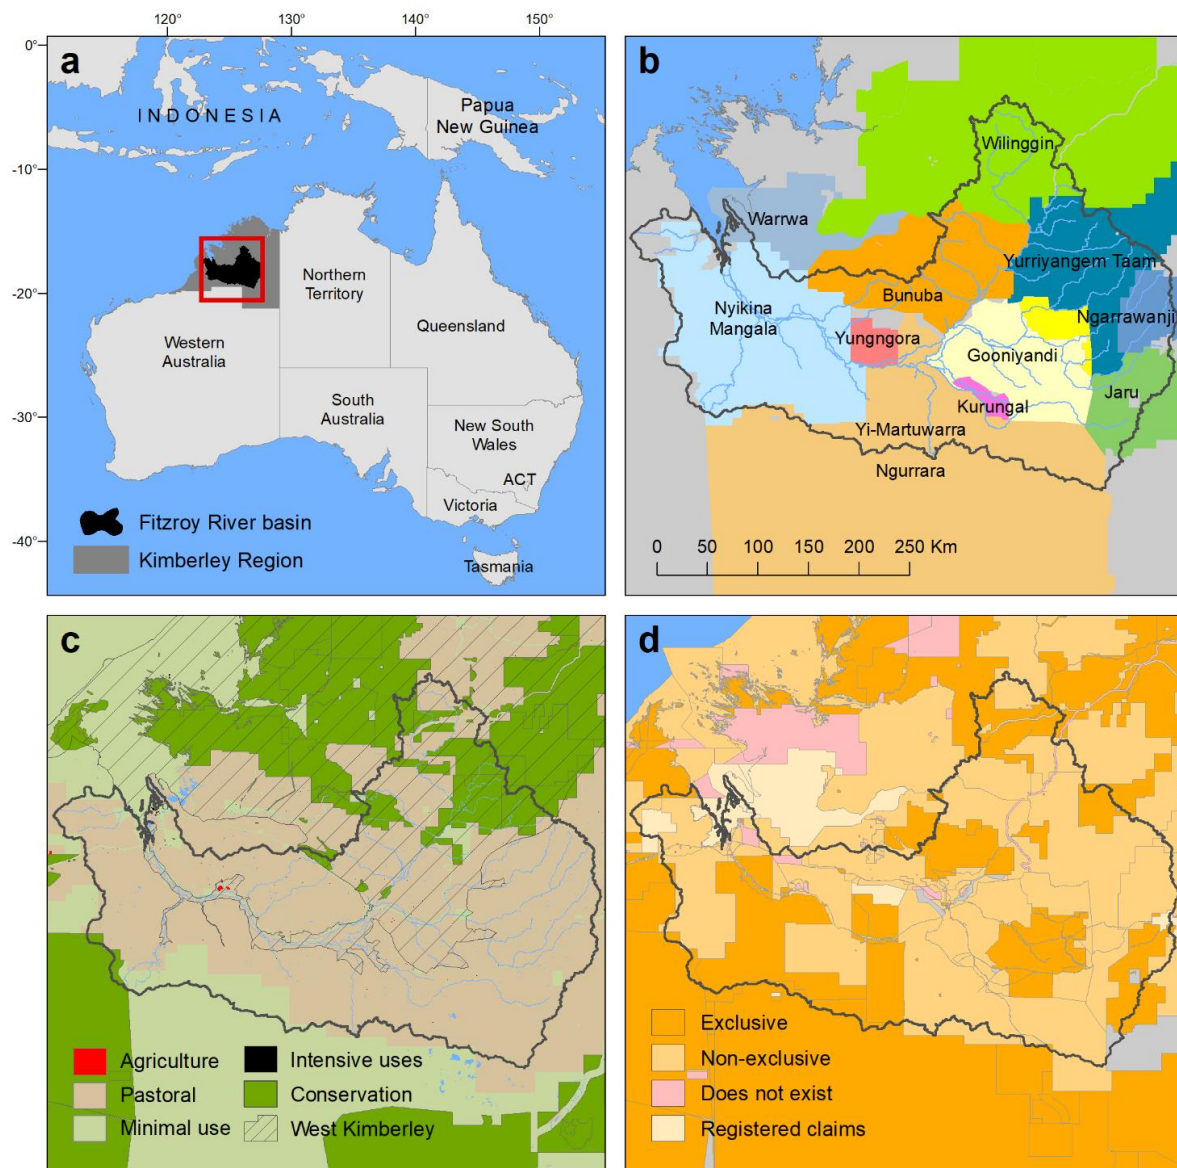 120°
130°
140°
150°
0°
-10°
-20°
-30°
-40°
a
INDONESIA
Papua
New Guinea
Northern
Territory
Queensland
Western
Australia
South
Australia
New South
Wales
ACT
Victoria
Tasmania
Fitzroy River basin
Kimberley Region
b
Wilinggin
Warrwa
Yurriyangem Taam
Bunuba
Nyikina
Mangala
Ngarrawanji
Yungngora
Gooniyandi
Jaru
Kurungal
Yi-Martuwarra
Ngurrara
0 50 100 150 200 250 Km
c
Agriculture
Intensive uses
Pastoral
Conservation
Minimal use
West Kimberley
d
Exclusive
Non-exclusive
Does not exist
Registered claims